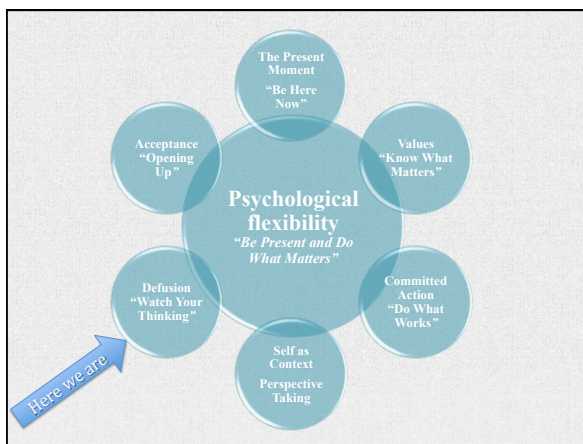 The Present
Moment
“Be Here
Now”
Acceptance
“Opening
Up”
Values
“Know What
Matters”
Psychological
flexibility
“Be Present and Do
What Matters”
Defusion
“Watch Your
Thinking”
Committed
Action
“Do What
Works”
Self as
Context
Perspective
Taking
Here we are